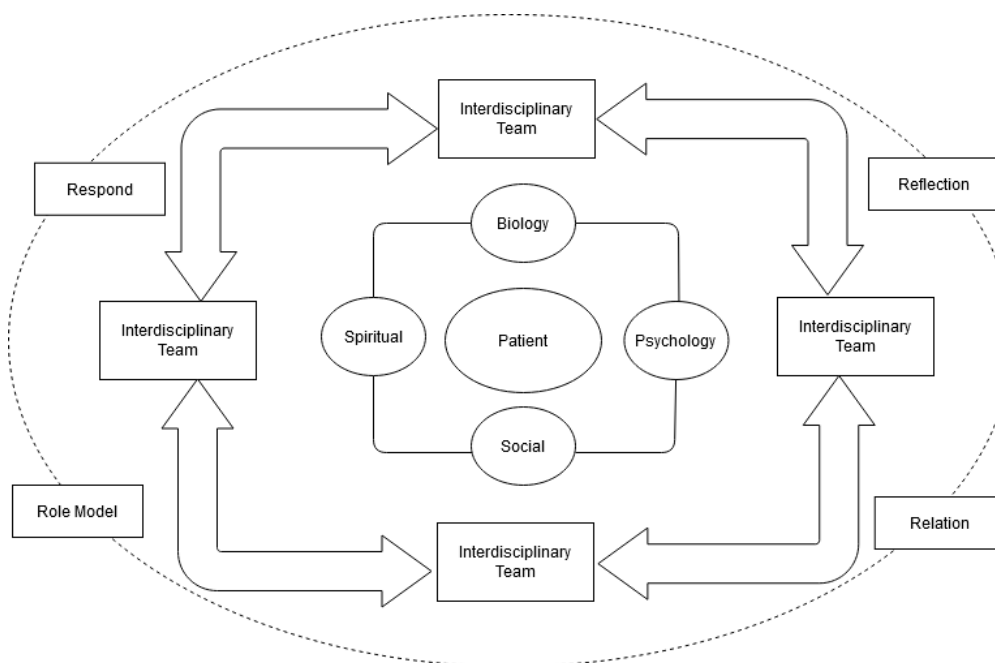 Interdisciplinary
Team
Respond
Reflection
Biology
Interdisciplinary
Team
Spiritual
Patient
Psychology
Interdisciplinary
Team
Social
Role Model
Relation
Interdisciplinary
Team